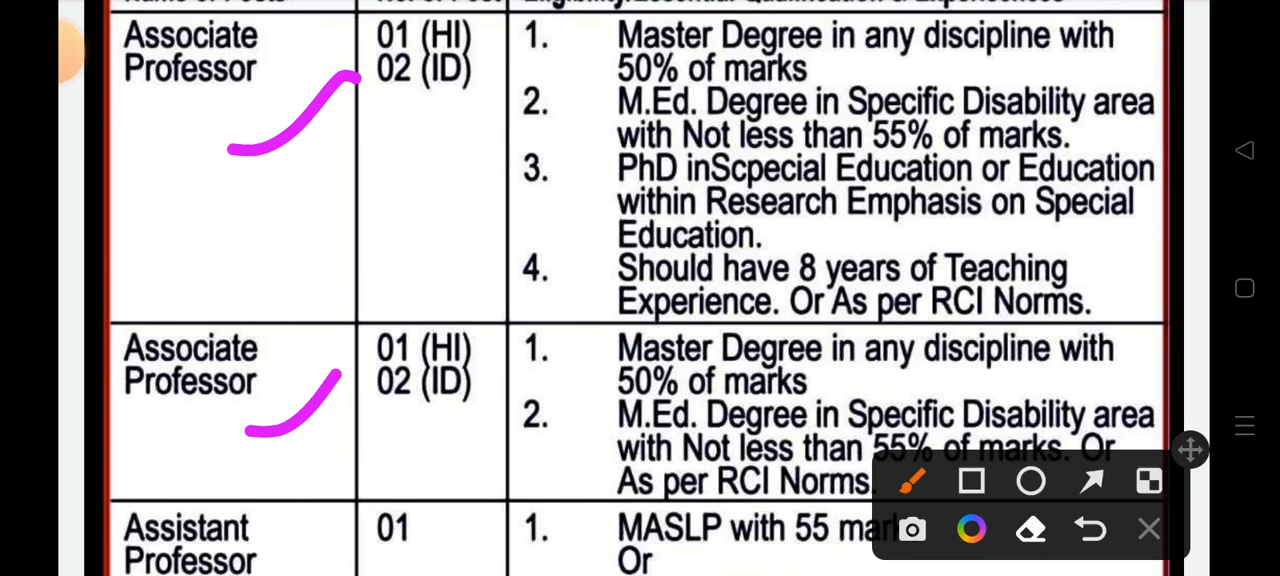 Associate
Professor
01 (HI)
02 (ID)
1. Master Degree in any discipline with
50% of marks
2. M.Ed. Degree in Specific Disability area
with Not less than 55% of marks.
3. PhD inScpecial Education or Education
within Research Emphasis on Special
Education.
4. Should have 8 years of Teaching
Experience. Or As per RCI Norms.
Associate
Professor
01 (HI)
02 (ID)
1. Master Degree in any discipline with
50% of marks
2. M.Ed. Degree in Specific Disability area
with Not less than 55% of marks. Or
As per RCI Norms.
Assistant
Professor
01
1. MASLP with 55
Or